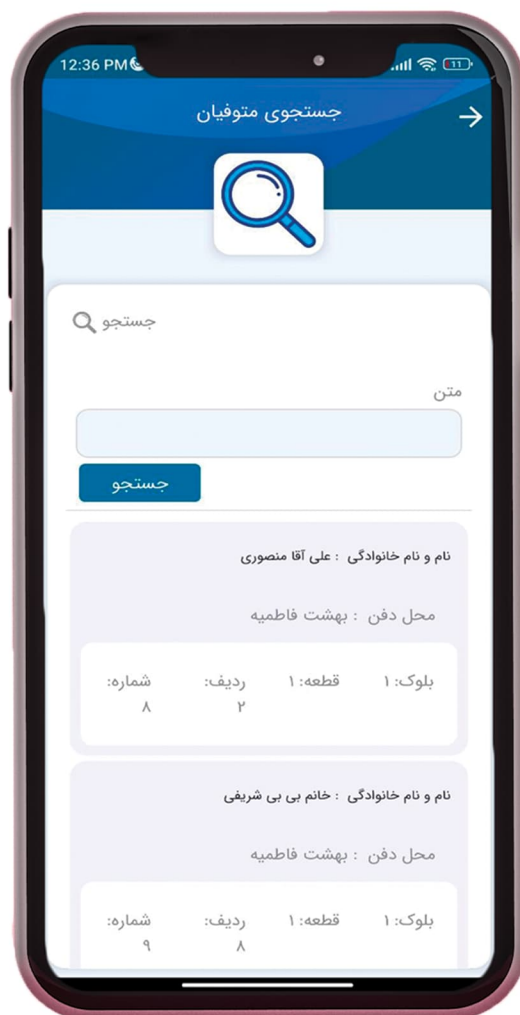 12:36 PM
11
جستجوی متوفیان
جستجو
متن
جستجو
نام و نام خانوادگی : علی آقا منصوری
محل دفن : بهشت فاطمیه
بلوک: ۱ قطعه: ۱ ردیف: ۲ شماره: ۸
نام و نام خانوادگی : خانم بی بی شریفی
محل دفن : بهشت فاطمیه
بلوک: ۱ قطعه: ۱ ردیف: ۸ شماره: ۹